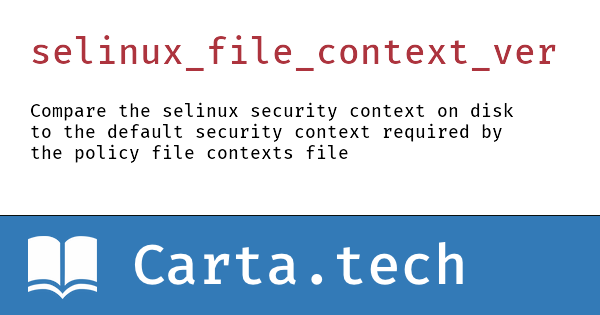 selinux_file_context_ver
Compare the selinux security context on disk
to the default security context required by
the policy file contexts file
Carta.tech